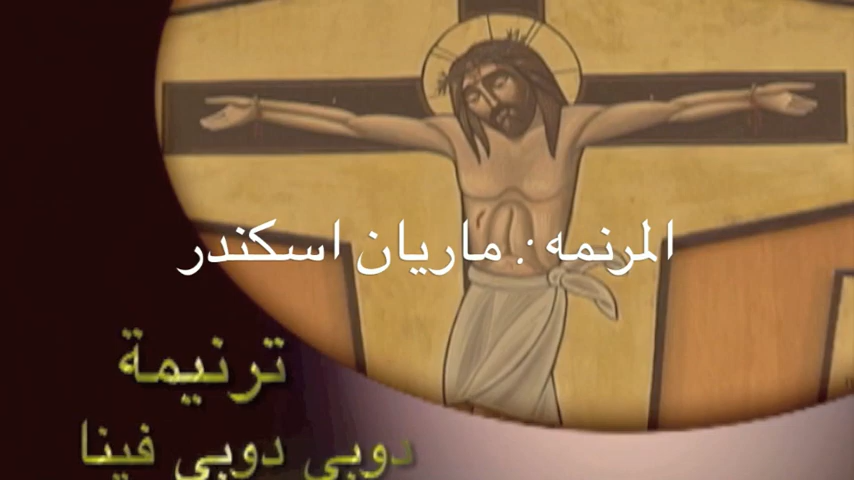 المرنمه : ماريان اسكندر
ترنيمة
دوبي دوبي فينا